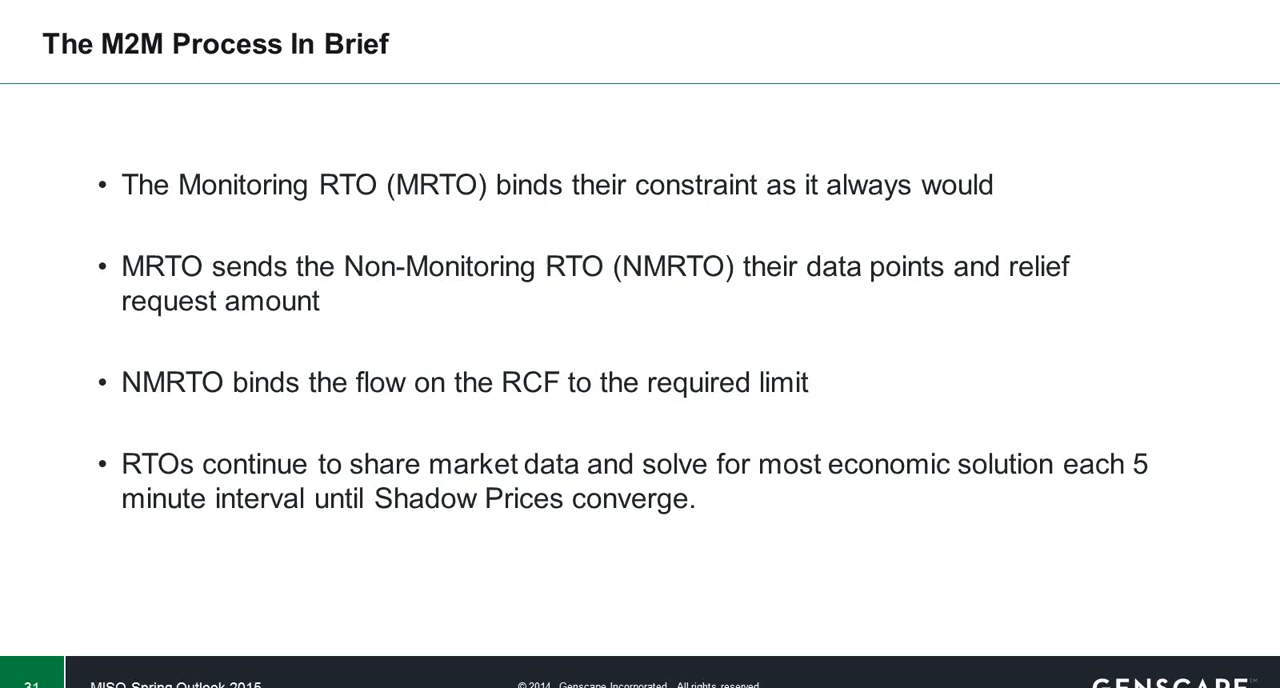 The M2M Process In Brief
• The Monitoring RTO (MRTO) binds their constraint as it always would
• MRTO sends the Non-Monitoring RTO (NMRTO) their data points and relief
request amount
• NMRTO binds the flow on the RCF to the required limit
• RTOs continue to share market data and solve for most economic solution each 5
minute interval until Shadow Prices converge.
31
MISO Spring Outlook 2015
© 2014 Genscape Incorporated. All rights reserved
GENSCAPE™